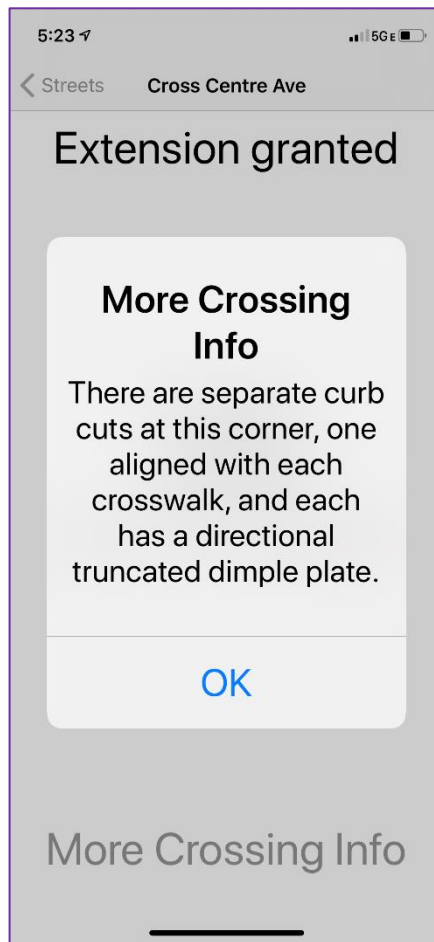 5:23
5G E
Streets
Cross Centre Ave
Extension granted
More Crossing
Info
There are separate curb
cuts at this corner, one
aligned with each
crosswalk, and each
has a directional
truncated dimple plate.
OK
More Crossing Info